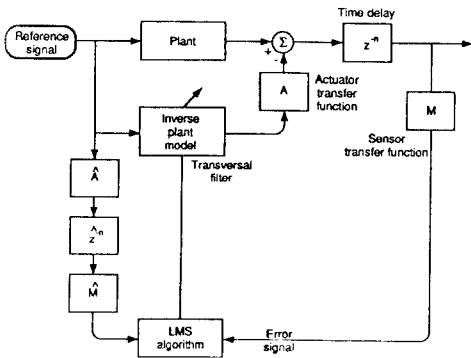 Time delay
Reference
signal
Plant
+
Σ
-
z⁻ⁿ
A
Actuator
transfer
function
M
Inverse
plant
model
Sensor
transfer function
Transversal
filter
Â
ẑ⁻ⁿ
M̂
LMS
algorithm
Error
signal